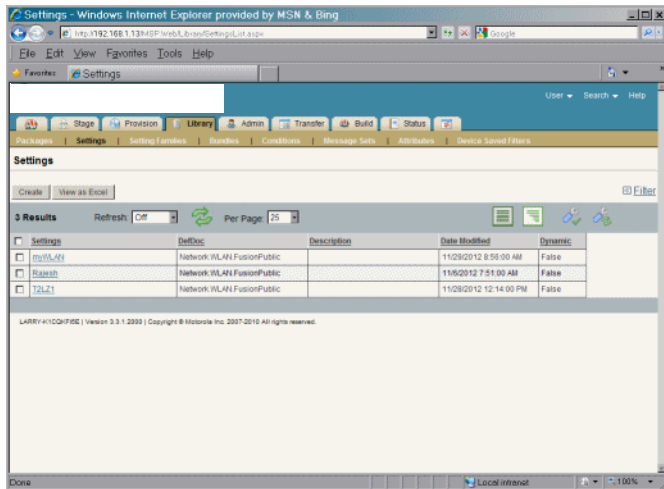 Settings - Windows Internet Explorer provided by MSN & Bing
http://192.168.1.13/MSP.Web/Library/SettingsList.aspx
Google
File Edit View Favorites Tools Help
Favorites Settings
User Search Help
Stage Provision Library Admin Transfer Build Status
Packages | Settings | Setting Families | Bundles | Conditions | Message Sets | Attributes | Device Saved Filters
Settings
Create View as Excel Filter
3 Results Refresh: Off Per Page: 25
Settings DefDoc Description Date Modified Dynamic
myWLAN Network.WLAN.FusionPublic 11/29/2012 8:56:00 AM False
Rajesh Network.WLAN.FusionPublic 11/6/2012 7:51:00 AM False
T2LZ1 Network.WLAN.FusionPublic 11/28/2012 12:14:00 PM False
| Version 3.3.1.2000 | Copyright © Motorola Inc. 2007-2010 All rights reserved.
Done Local intranet 100%